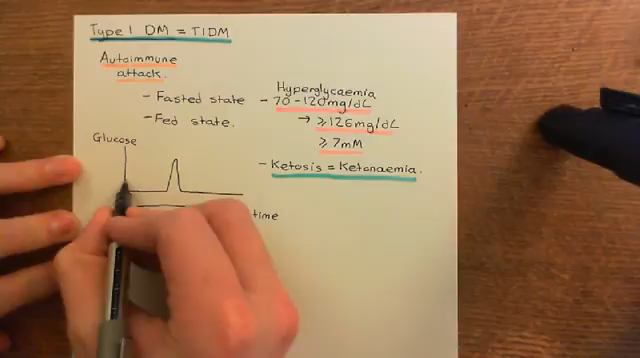 Type 1 DM = T1DM
Autoimmune
attack.
- Fasted state
- Fed state.
Hyperglycaemia
- 70-120mg/dL
→ ≥126mg/dL
≥7mM
- Ketosis = Ketonaemia.
Glucose
time